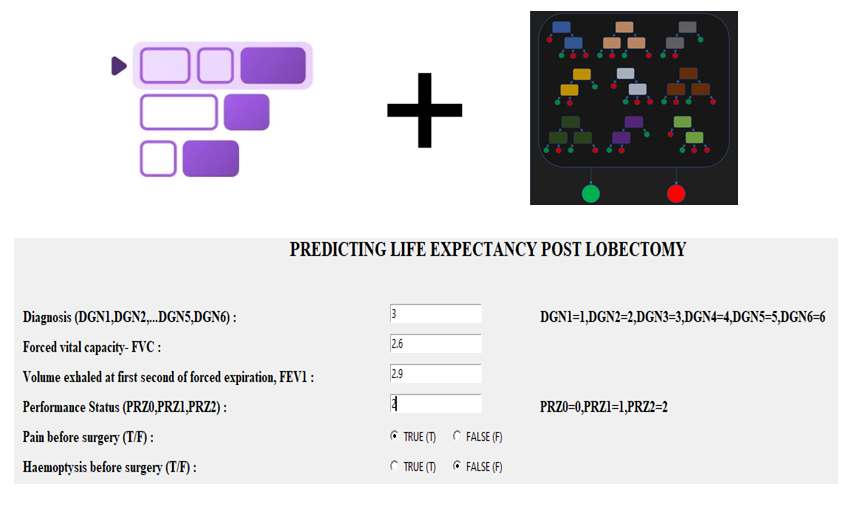 PREDICTING LIFE EXPECTANCY POST LOBECTOMY
Diagnosis (DGN1,DGN2,...DGN5,DGN6) : 3 DGN1=1,DGN2=2,DGN3=3,DGN4=4,DGN5=5,DGN6=6
Forced vital capacity- FVC : 2.6
Volume exhaled at first second of forced expiration, FEV1 : 2.9
Performance Status (PRZ0,PRZ1,PRZ2) : 2 PRZ0=0,PRZ1=1,PRZ2=2
Pain before surgery (T/F) : TRUE (T) FALSE (F)
Haemoptysis before surgery (T/F) : TRUE (T) FALSE (F)